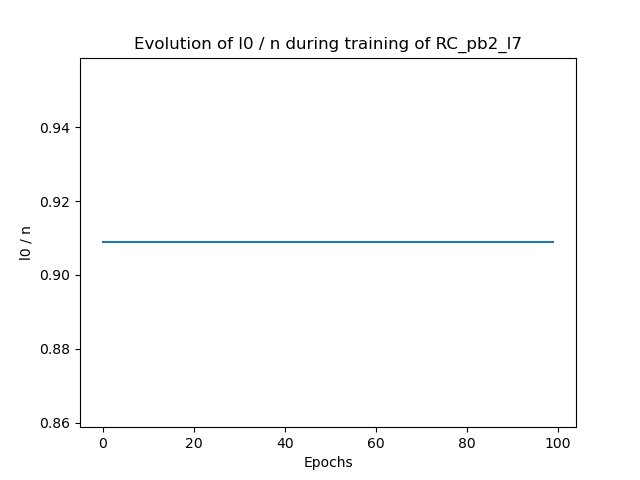 Evolution of l0 / n during training of RC_pb2_l7
0.94
0.92
0.90
0.88
0.86
l0 / n
0 20 40 60 80 100
Epochs